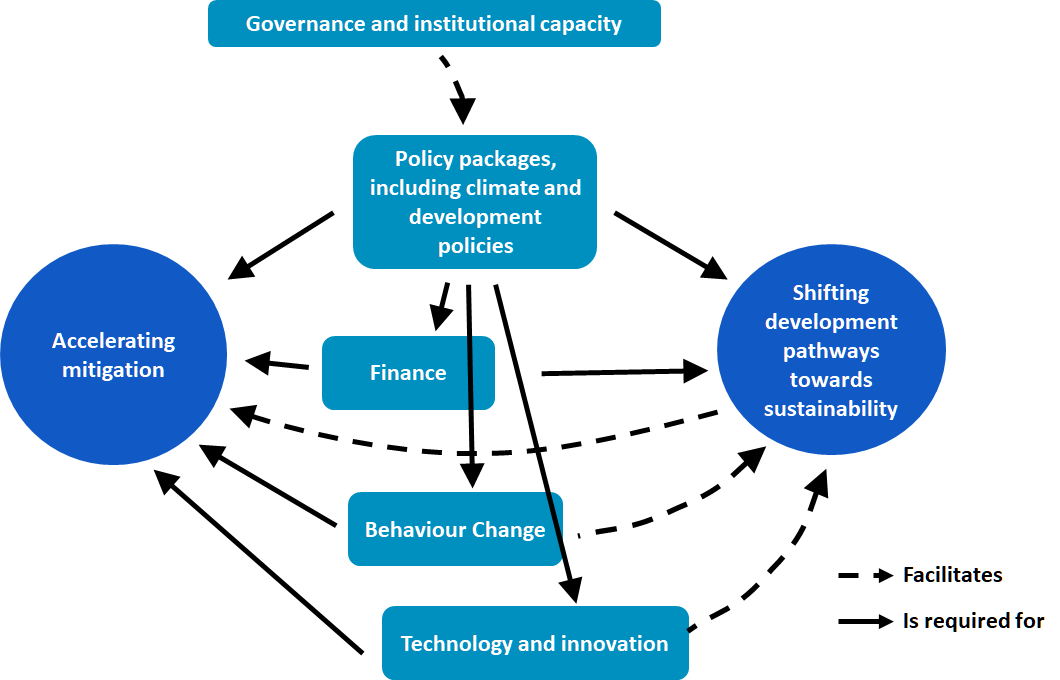 Governance and institutional capacity
Policy packages,
including climate and
development
policies
Accelerating
mitigation
Shifting
development
pathways
towards
sustainability
Finance
Behaviour Change
Technology and innovation
Facilitates
Is required for